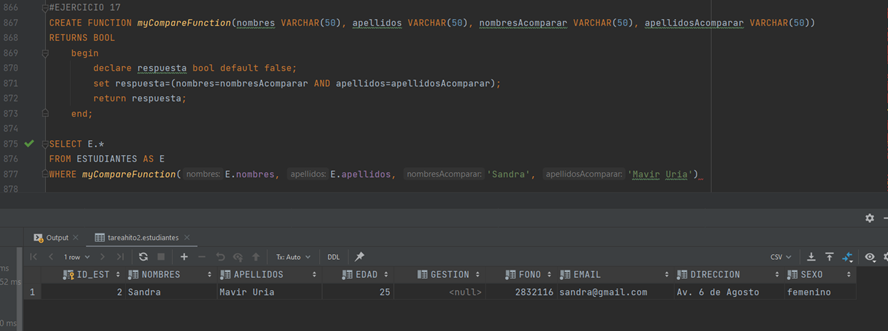 866 #EJERCICIO 17
867 CREATE FUNCTION myCompareFunction(nombres VARCHAR(50), apellidos VARCHAR(50), nombresAcomparar VARCHAR(50), apellidosAcomparar VARCHAR(50))
868 RETURNS BOOL
869 begin
870 declare respuesta bool default false;
871 set respuesta=(nombres=nombresAcomparar AND apellidos=apellidosAcomparar);
872 return respuesta;
873 end;
874
875 SELECT E.*
876 FROM ESTUDIANTES AS E
877 WHERE myCompareFunction( nombres: E.nombres, apellidos: E.apellidos, nombresAcomparar: 'Sandra', apellidosAcomparar: 'Mavir Uria')
878
Output tareahito2.estudiantes
ms 1 row Tx: Auto DDL CSV
52 ms ID_EST NOMBRES APELLIDOS EDAD GESTION FONO EMAIL DIRECCION SEXO
1 2 Sandra Mavir Uria 25 <null> 2832116 sandra@gmail.com Av. 6 de Agosto femenino
0 ms